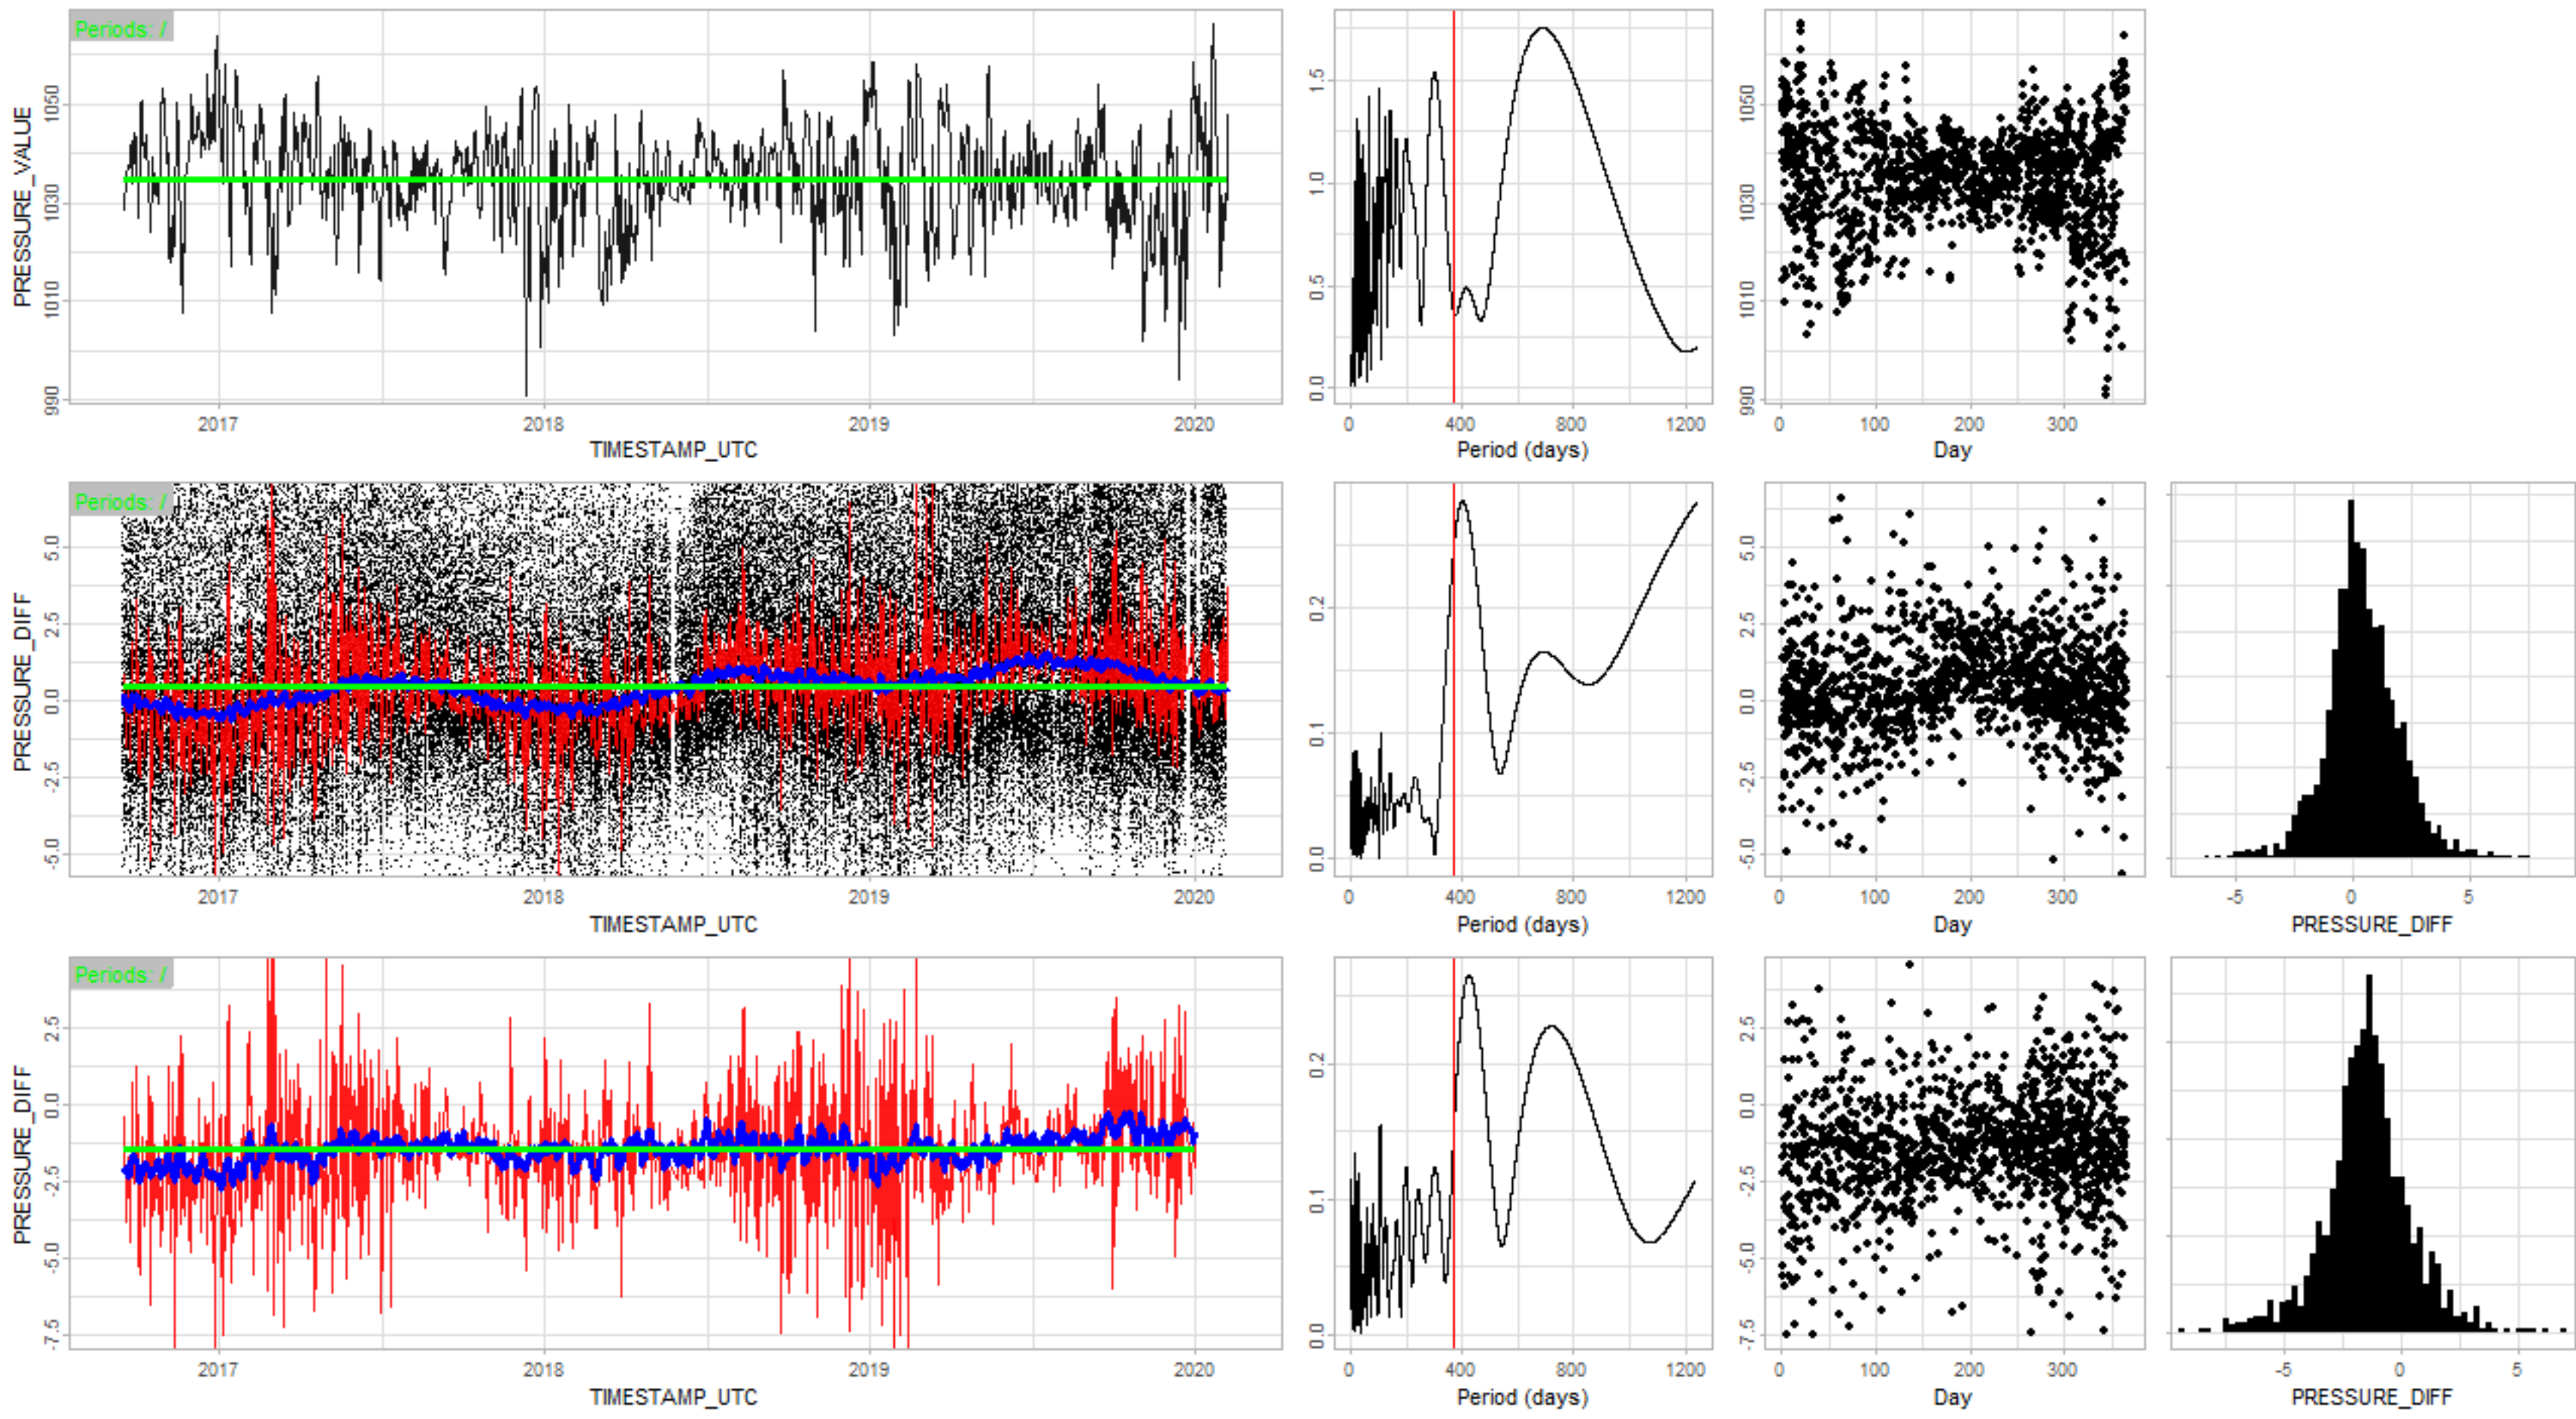 Periods: /
PRESSURE_VALUE
990 1010 1030 1050
2017 2018 2019 2020
TIMESTAMP_UTC
0.0 0.5 1.0 1.5
0 400 800 1200
Period (days)
990 1010 1030 1050
0 100 200 300
Day
Periods: /
PRESSURE_DIFF
-5.0 -2.5 0.0 2.5 5.0
2017 2018 2019 2020
TIMESTAMP_UTC
0.0 0.1 0.2
0 400 800 1200
Period (days)
-5.0 -2.5 0.0 2.5 5.0
0 100 200 300
Day
-5 0 5
PRESSURE_DIFF
Periods: /
PRESSURE_DIFF
-7.5 -5.0 -2.5 0.0 2.5
2017 2018 2019 2020
TIMESTAMP_UTC
0.0 0.1 0.2
0 400 800 1200
Period (days)
-7.5 -5.0 -2.5 0.0 2.5
0 100 200 300
Day
-5 0 5
PRESSURE_DIFF